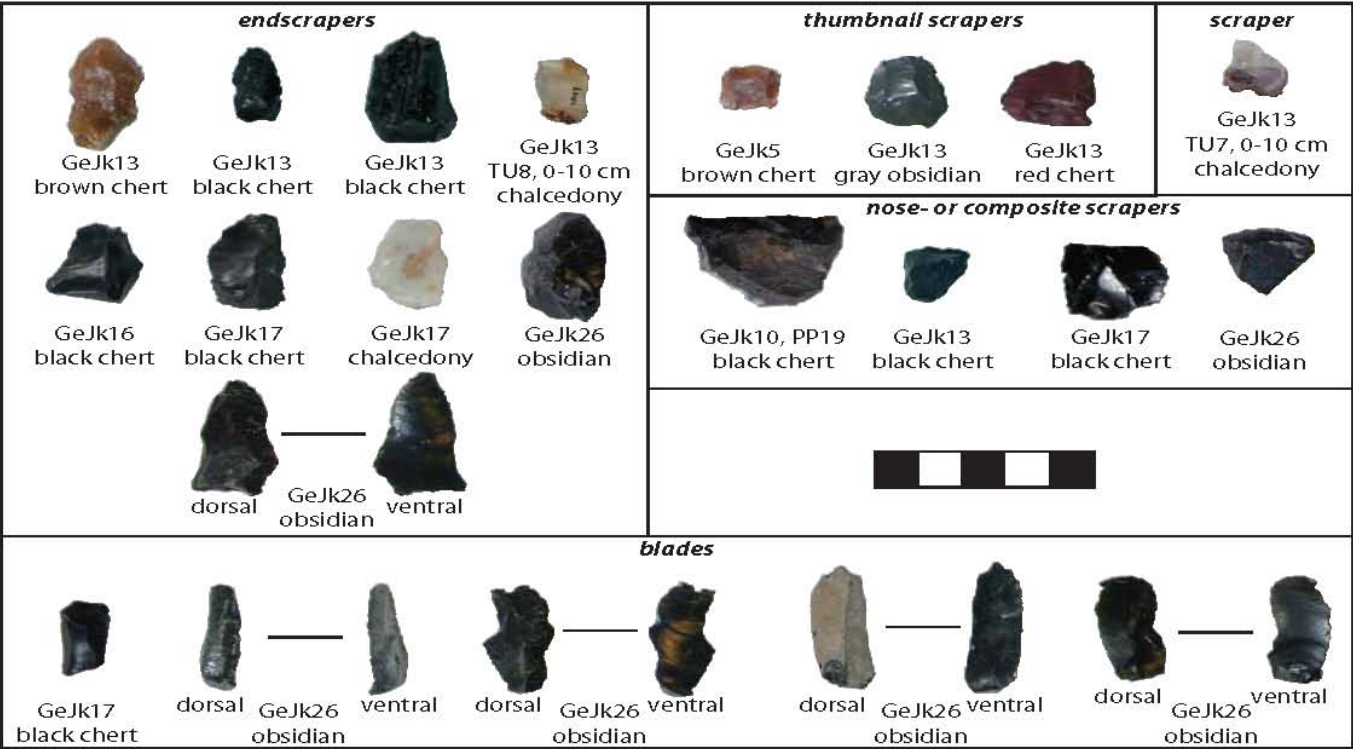 endscrapers
GeJk13
brown chert
GeJk13
black chert
GeJk13
black chert
GeJk13
TU8, 0-10 cm
chalcedony
GeJk16
black chert
GeJk17
black chert
GeJk17
chalcedony
GeJk26
obsidian
dorsal
GeJk26
obsidian
ventral
thumbnail scrapers
GeJk5
brown chert
GeJk13
gray obsidian
GeJk13
red chert
scraper
GeJk13
TU7, 0-10 cm
chalcedony
nose- or composite scrapers
GeJk10, PP19
black chert
GeJk13
black chert
GeJk17
black chert
GeJk26
obsidian
blades
GeJk17
black chert
dorsal
GeJk26
obsidian
ventral
dorsal
GeJk26
obsidian
ventral
dorsal
GeJk26
obsidian
ventral
dorsal
GeJk26
obsidian
ventral